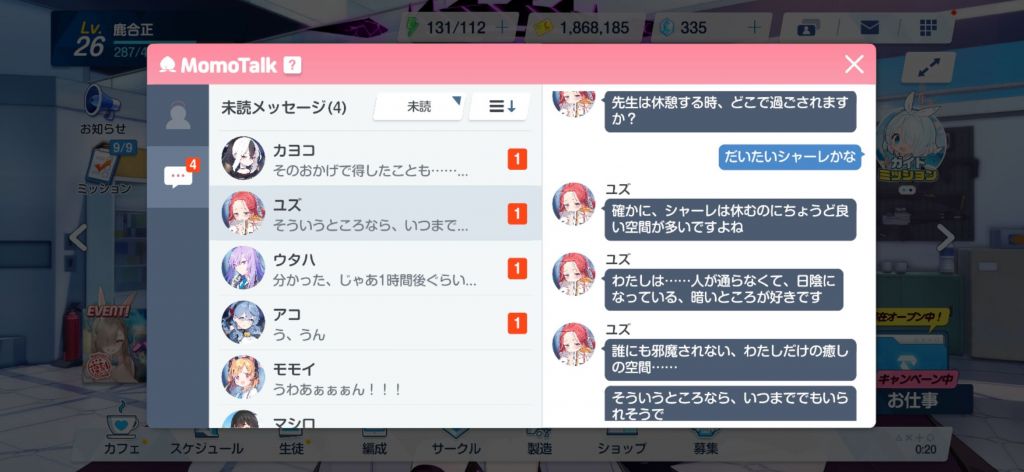 Lv.
26
鹿合正
287/4
131/112
1,868,185
335
MomoTalk ?
お知らせ
9/9
ミッション
4
未読メッセージ(4)
未読
カヨコ
そのおかげで得したことも……...
1
ユズ
そういうところなら、いつまで...
1
ウタハ
分かった、じゃあ1時間後ぐらい...
1
アコ
う、うん
1
モモイ
うわあぁぁぁん!!!
マシロ
先生は休憩する時、どこで過ごされます
か?
だいたいシャーレかな
ユズ
確かに、シャーレは休むのにちょうど良
い空間が多いですよね
ユズ
わたしは……人が通らなくて、日陰に
なっている、暗いところが好きです
ユズ
誰にも邪魔されない、わたしだけの癒し
の空間……
そういうところなら、いつまででもいら
れそうで
ガイド
ミッション
EVENT!
在オープン中!
キャンペーン中
お仕事
カフェ
スケジュール
生徒
編成
サークル
製造
ショップ
募集
0:20